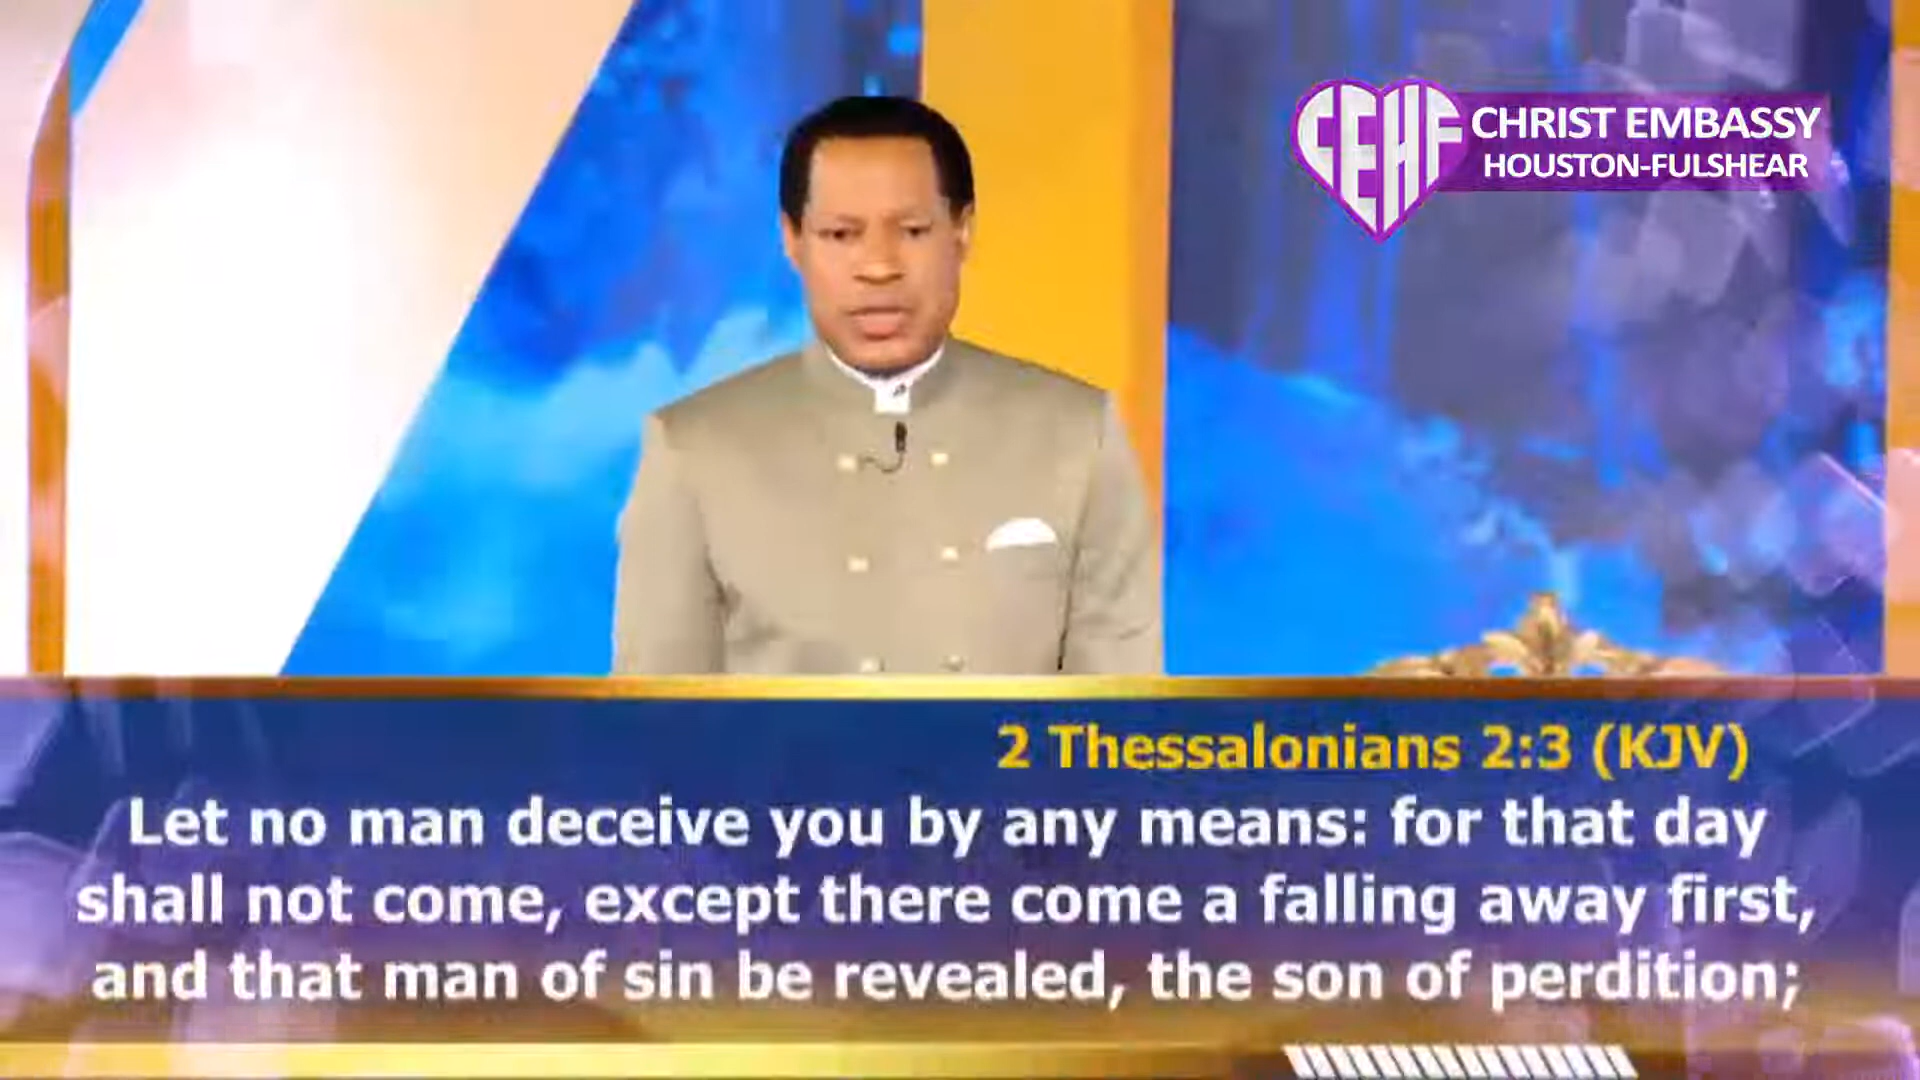 CEHF
CHRIST EMBASSY
HOUSTON-FULSHEAR
2 Thessalonians 2:3 (KJV)
Let no man deceive you by any means: for that day
shall not come, except there come a falling away first,
and that man of sin be revealed, the son of perdition;